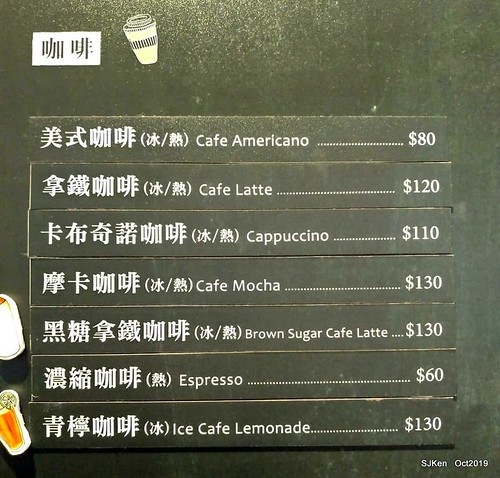 咖啡
美式咖啡(冰/熱) Cafe Americano ........................ $80
拿鐵咖啡(冰/熱) Cafe Latte ................................. $120
卡布奇諾咖啡(冰/熱) Cappuccino ................. $110
摩卡咖啡(冰/熱) Cafe Mocha ............................... $130
黑糖拿鐵咖啡(冰/熱) Brown Sugar Cafe Latte .... $130
濃縮咖啡(熱) Espresso ............................................. $60
青檸咖啡(冰) Ice Cafe Lemonade........................ $130
SJKen Oct2019